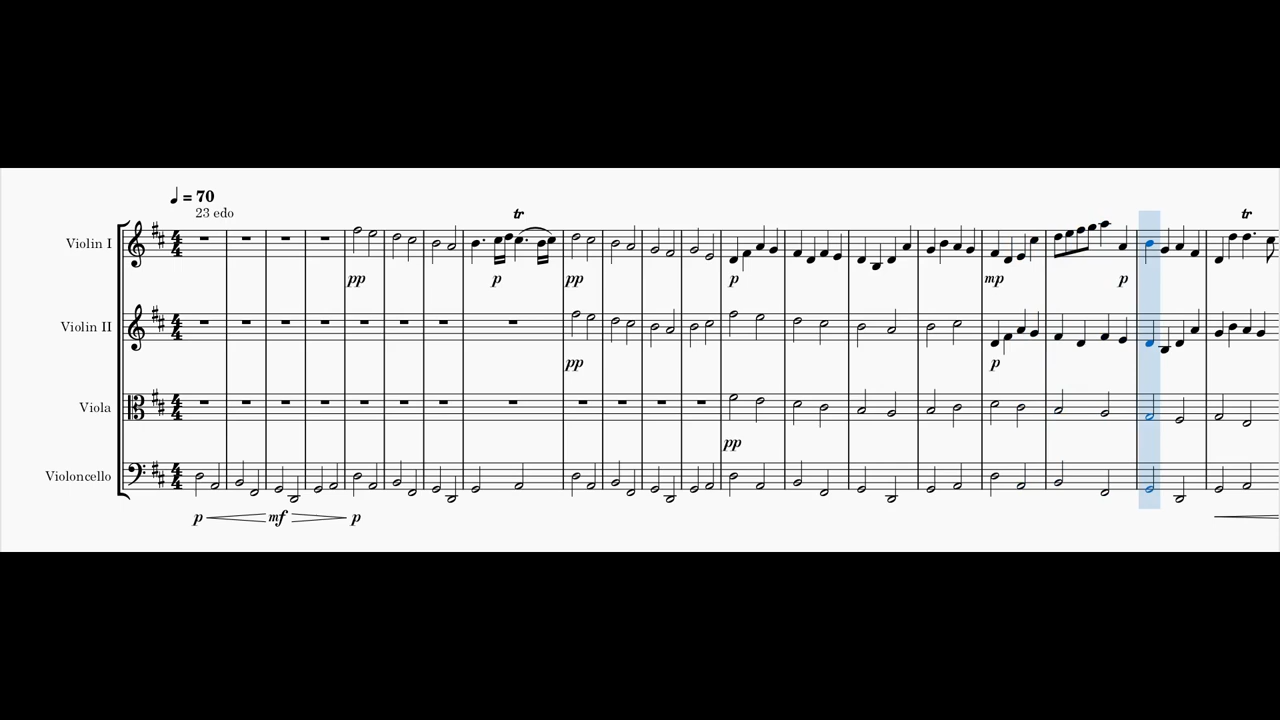 = 70
23 edo
tr
tr
Violin I
pp
p
pp
p
mp
p
Violin II
pp
p
Viola
pp
Violoncello
p
mf
p